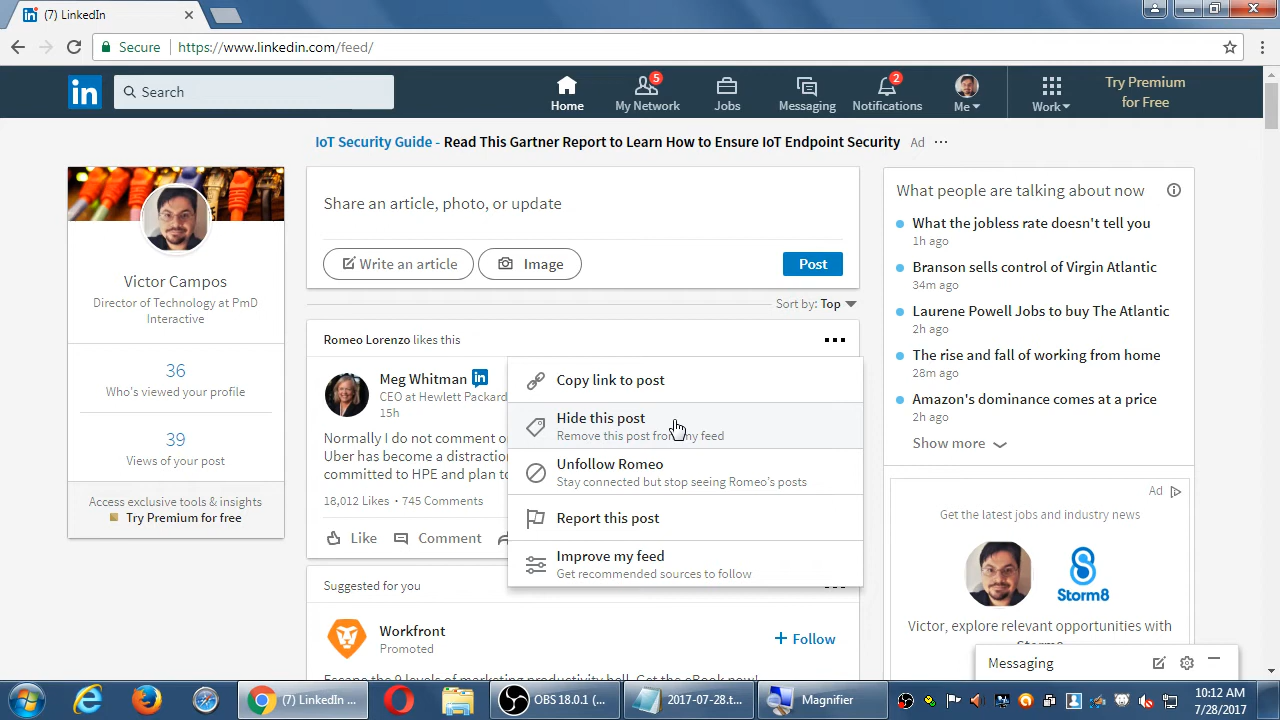 (7) LinkedIn
Secure https://www.linkedin.com/feed/
in
Search
Home
5
My Network
Jobs
Messaging
2
Notifications
Me
Work
Try Premium
for Free
IoT Security Guide - Read This Gartner Report to Learn How to Ensure IoT Endpoint Security Ad ...
Victor Campos
Director of Technology at PmD
Interactive
36
Who's viewed your profile
39
Views of your post
Access exclusive tools & insights
Try Premium for free
Share an article, photo, or update
Write an article
Image
Post
Sort by: Top
Romeo Lorenzo likes this
Meg Whitman in
CEO at Hewlett Packard
15h
Normally I do not comment o
Uber has become a distractio
committed to HPE and plan to
18,012 Likes • 745 Comments
Like Comment
Copy link to post
Hide this post
Remove this post from my feed
Unfollow Romeo
Stay connected but stop seeing Romeo's posts
Report this post
Improve my feed
Get recommended sources to follow
Suggested for you
Workfront
Promoted
+ Follow
Escape the 9 levels of marketing project hell. Follow
What people are talking about now
What the jobless rate doesn't tell you
1h ago
Branson sells control of Virgin Atlantic
34m ago
Laurene Powell Jobs to buy The Atlantic
2h ago
The rise and fall of working from home
28m ago
Amazon's dominance comes at a price
2h ago
Show more
Ad
Get the latest jobs and industry news
Storm8
Victor, explore relevant opportunities with
Storm8
Messaging
(7) LinkedIn ...
OBS 18.0.1 (...
2017-07-28.t...
Magnifier
10:12 AM
7/28/2017